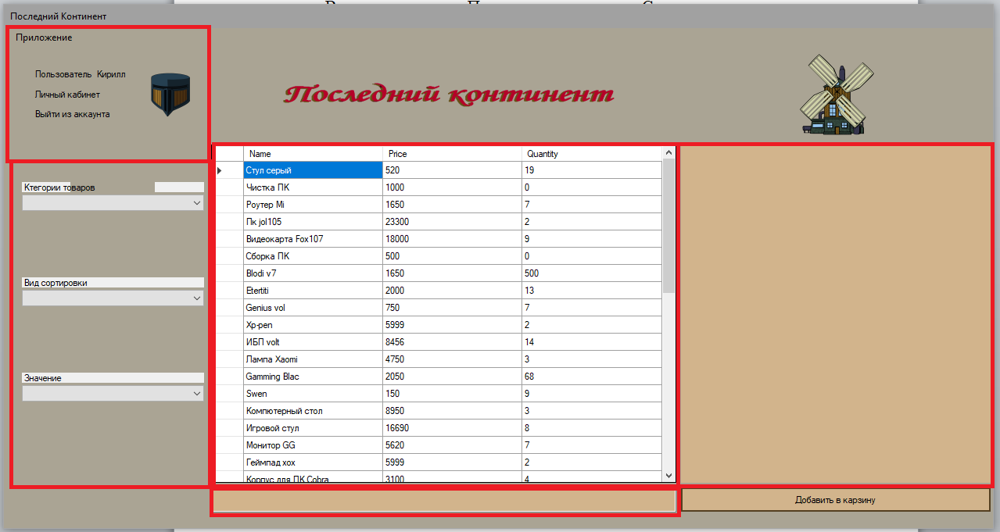 Последний Континент
Приложение
Пользователь Кирилл
Личный кабинет
Выйти из аккаунта
Последний континент
Ктегории товаров
Вид сортировки
Значение
Name Price Quantity
Стул серый 520 19
Чистка ПК 1000 0
Роутер Mi 1650 7
Пк jol105 23300 2
Видеокарта Fox107 18000 9
Сборка ПК 500 0
Blodi v7 1650 500
Etertiti 2000 13
Genius vol 750 7
Xp-pen 5999 2
ИБП volt 8456 14
Лампа Xaomi 4750 3
Gamming Blac 2050 68
Swen 150 9
Компютерный стол 8950 3
Игровой стул 16690 8
Монитор GG 5620 7
Геймпад xox 5999 2
Корпус для ПК Cobra 3100 4
Добавить в карзину